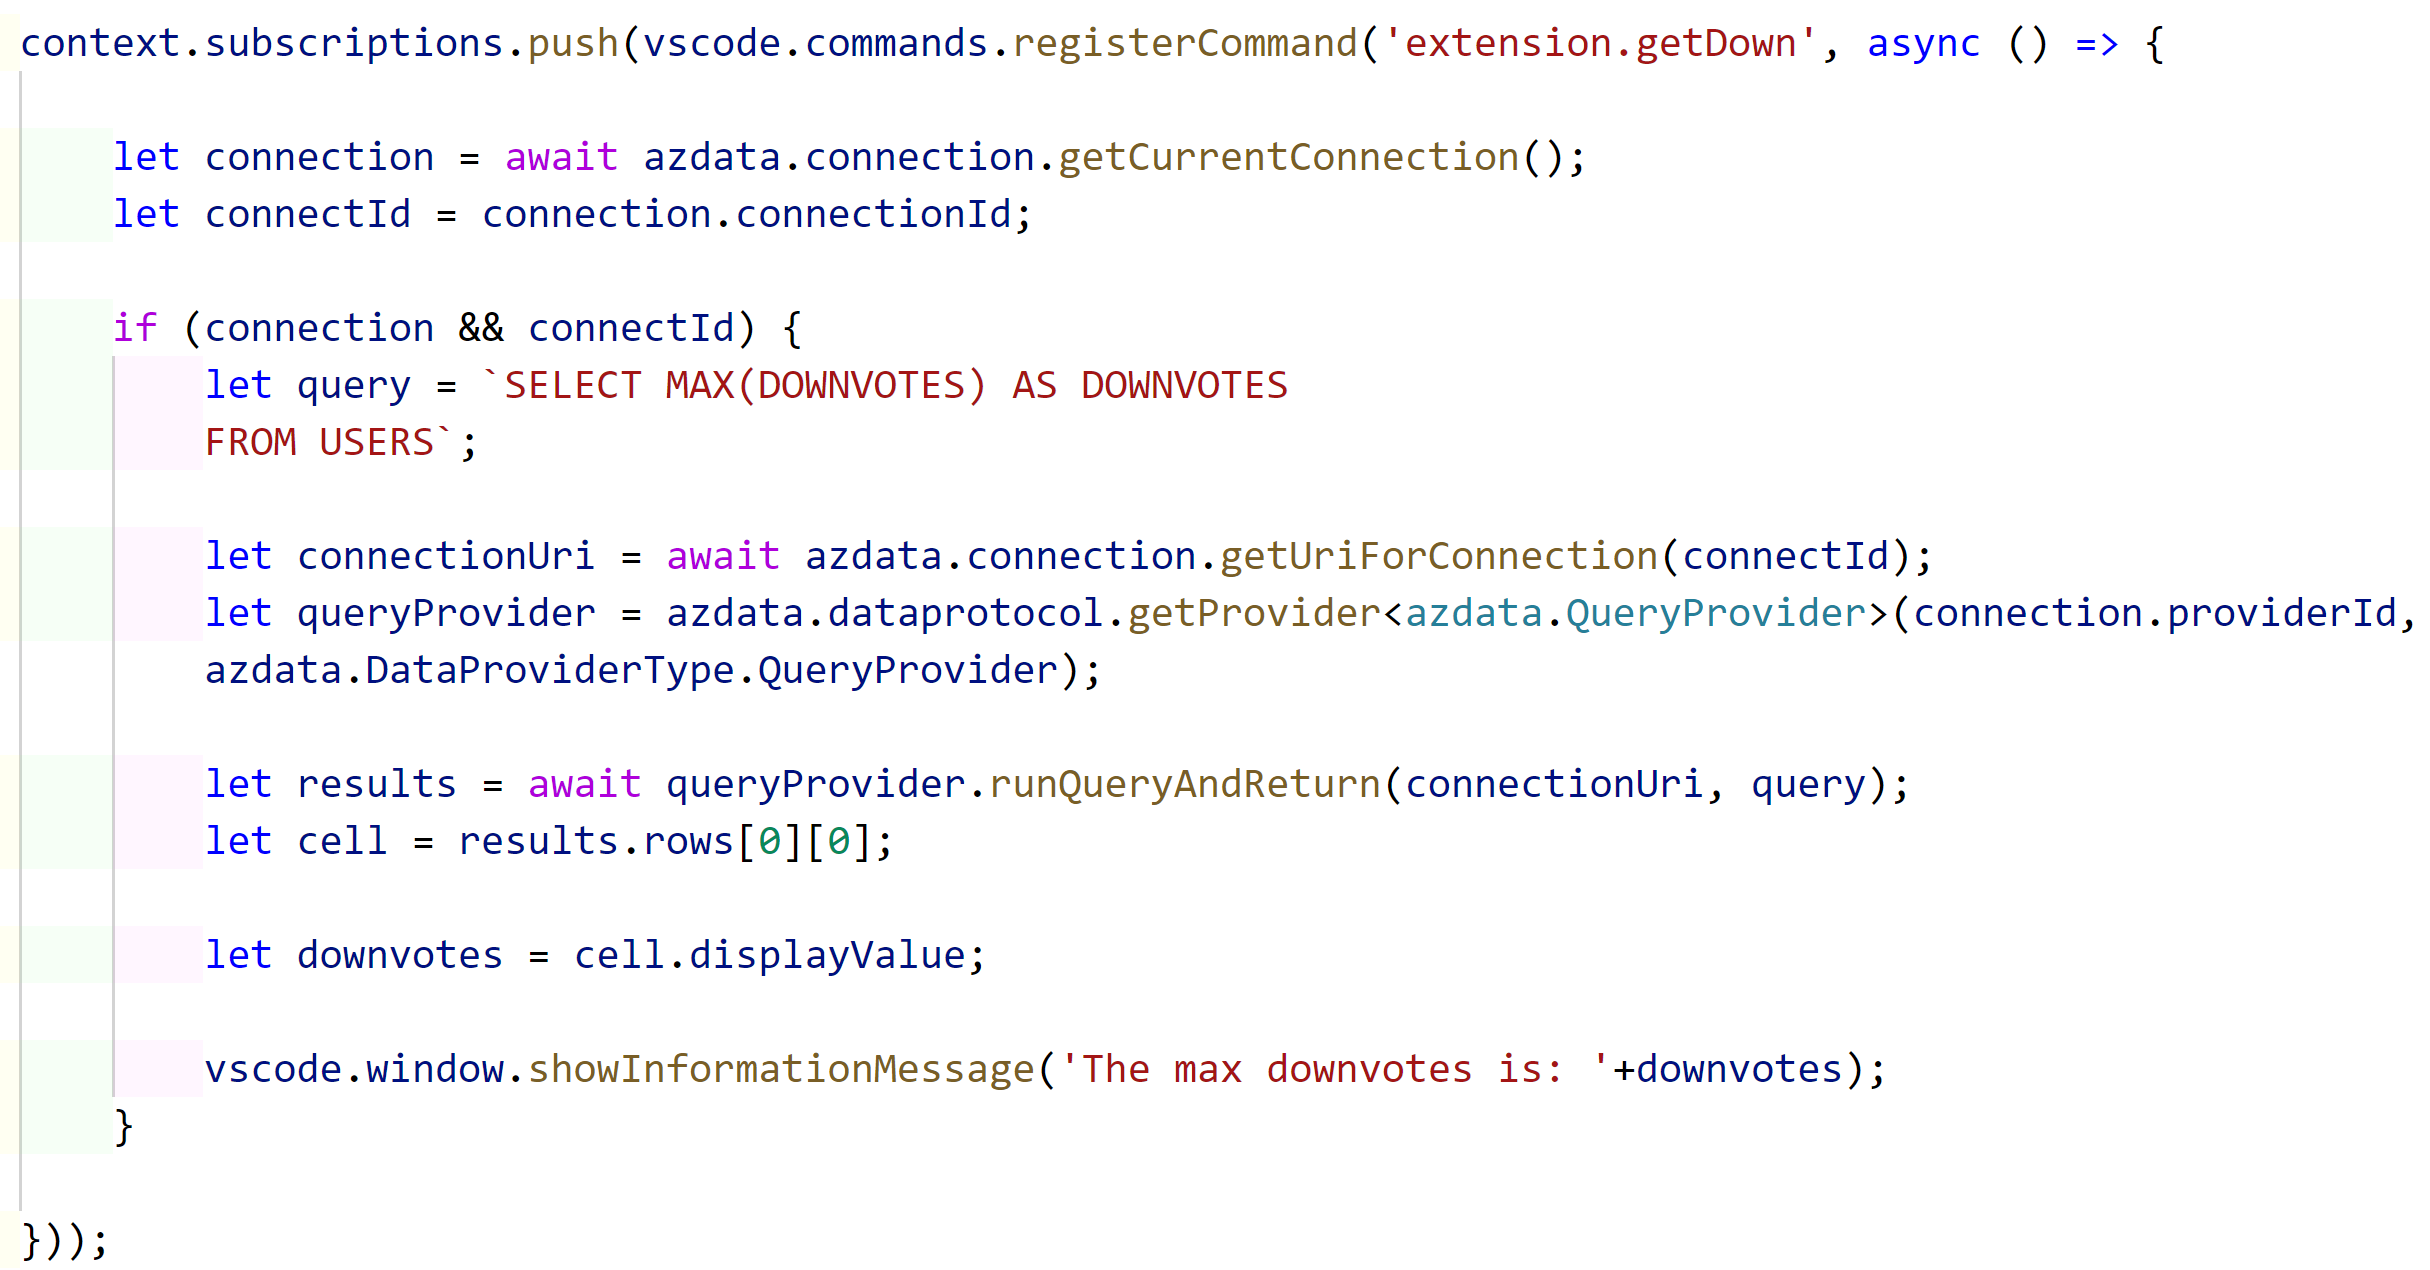 context.subscriptions.push(vscode.commands.registerCommand('extension.getDown', async () => {
let connection = await azdata.connection.getCurrentConnection();
let connectId = connection.connectionId;
if (connection && connectId) {
let query = `SELECT MAX(DOWNVOTES) AS DOWNVOTES
FROM USERS`;
let connectionUri = await azdata.connection.getUriForConnection(connectId);
let queryProvider = azdata.dataprotocol.getProvider<azdata.QueryProvider>(connection.providerId,
azdata.DataProviderType.QueryProvider);
let results = await queryProvider.runQueryAndReturn(connectionUri, query);
let cell = results.rows[0][0];
let downvotes = cell.displayValue;
vscode.window.showInformationMessage('The max downvotes is: '+downvotes);
}
}));